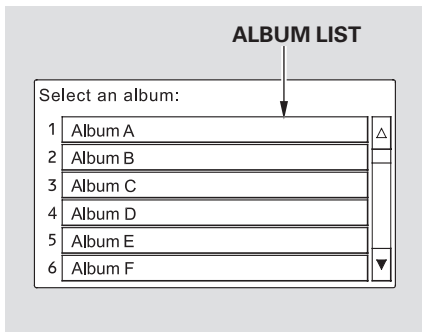 ALBUM LIST
Select an album:
1 Album A
2 Album B
3 Album C
4 Album D
5 Album E
6 Album F